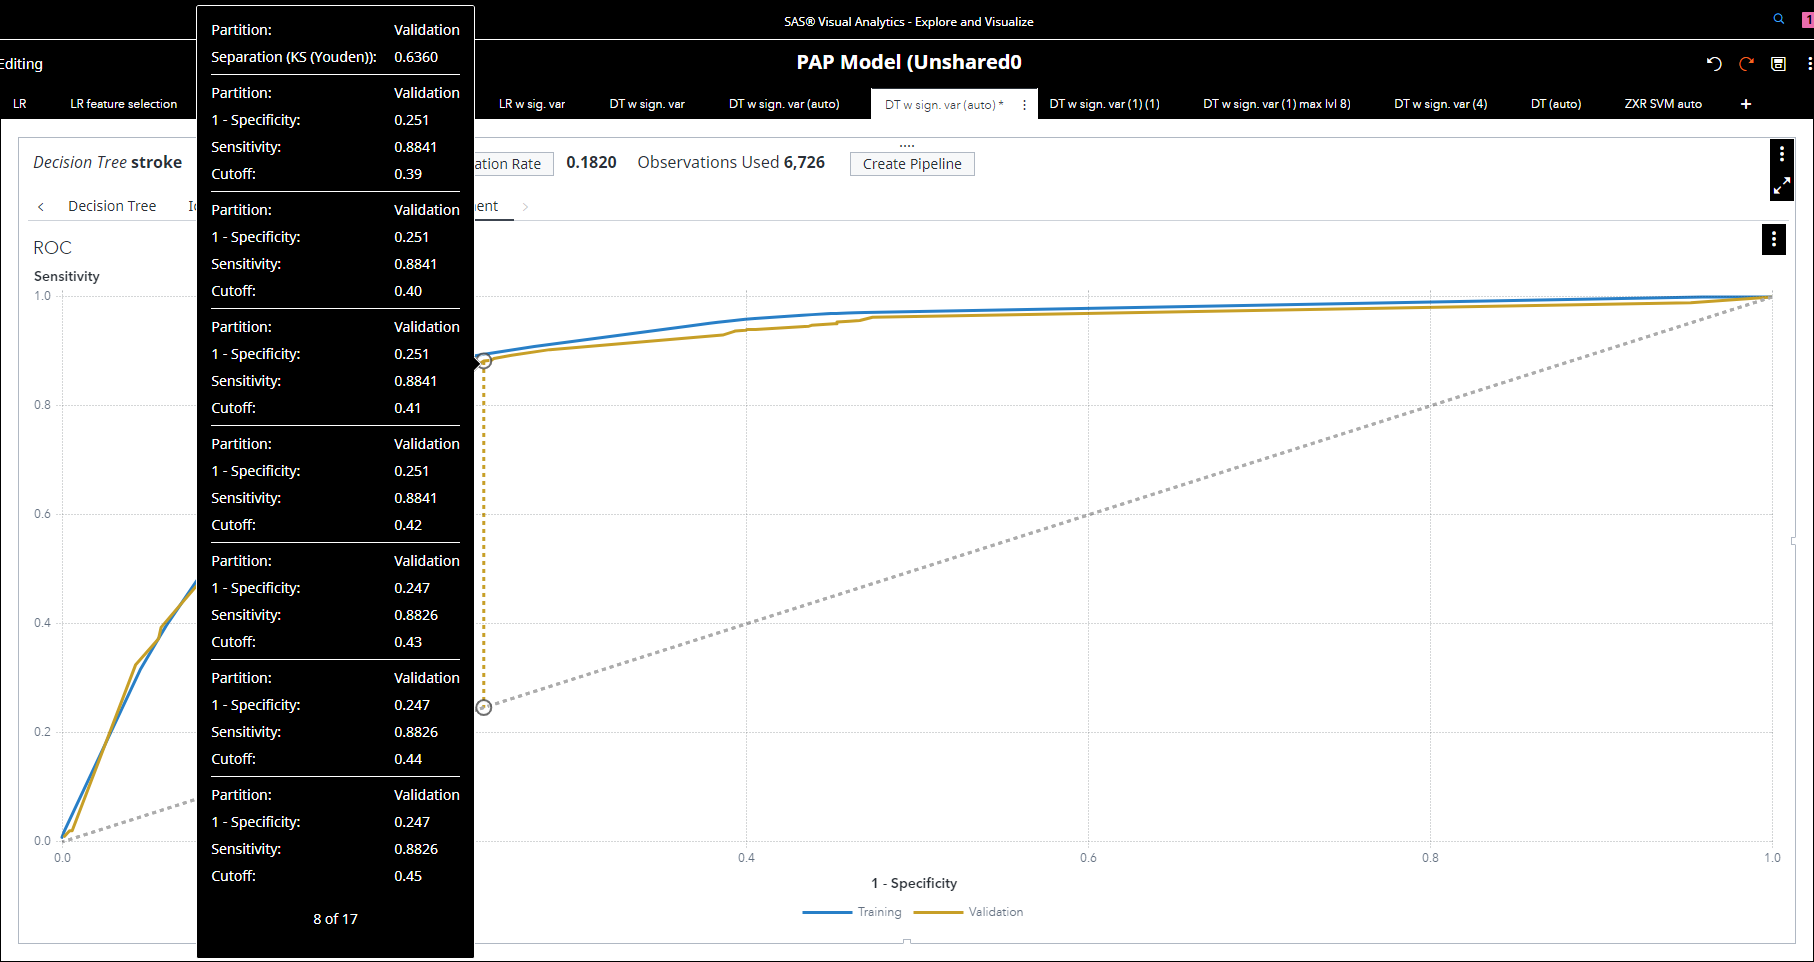 SAS® Visual Analytics - Explore and Visualize
1
Editing
PAP Model (Unshared0
LR
LR feature selection
LR w sig. var
DT w sign. var
DT w sign. var (auto)
DT w sign. var (auto) *
DT w sign. var (1) (1)
DT w sign. var (1) max lvl 8)
DT w sign. var (4)
DT (auto)
ZXR SVM auto
+
Decision Tree stroke
ation Rate
0.1820
Observations Used 6,726
Create Pipeline
Decision Tree
ent
ROC
Sensitivity
1.0
0.8
0.6
0.4
0.2
0.0
0.0
0.4
0.6
0.8
1.0
1 - Specificity
Training
Validation
Partition: Validation
Separation (KS (Youden)): 0.6360
Partition: Validation
1 - Specificity: 0.251
Sensitivity: 0.8841
Cutoff: 0.39
Partition: Validation
1 - Specificity: 0.251
Sensitivity: 0.8841
Cutoff: 0.40
Partition: Validation
1 - Specificity: 0.251
Sensitivity: 0.8841
Cutoff: 0.41
Partition: Validation
1 - Specificity: 0.251
Sensitivity: 0.8841
Cutoff: 0.42
Partition: Validation
1 - Specificity: 0.247
Sensitivity: 0.8826
Cutoff: 0.43
Partition: Validation
1 - Specificity: 0.247
Sensitivity: 0.8826
Cutoff: 0.44
Partition: Validation
1 - Specificity: 0.247
Sensitivity: 0.8826
Cutoff: 0.45
8 of 17